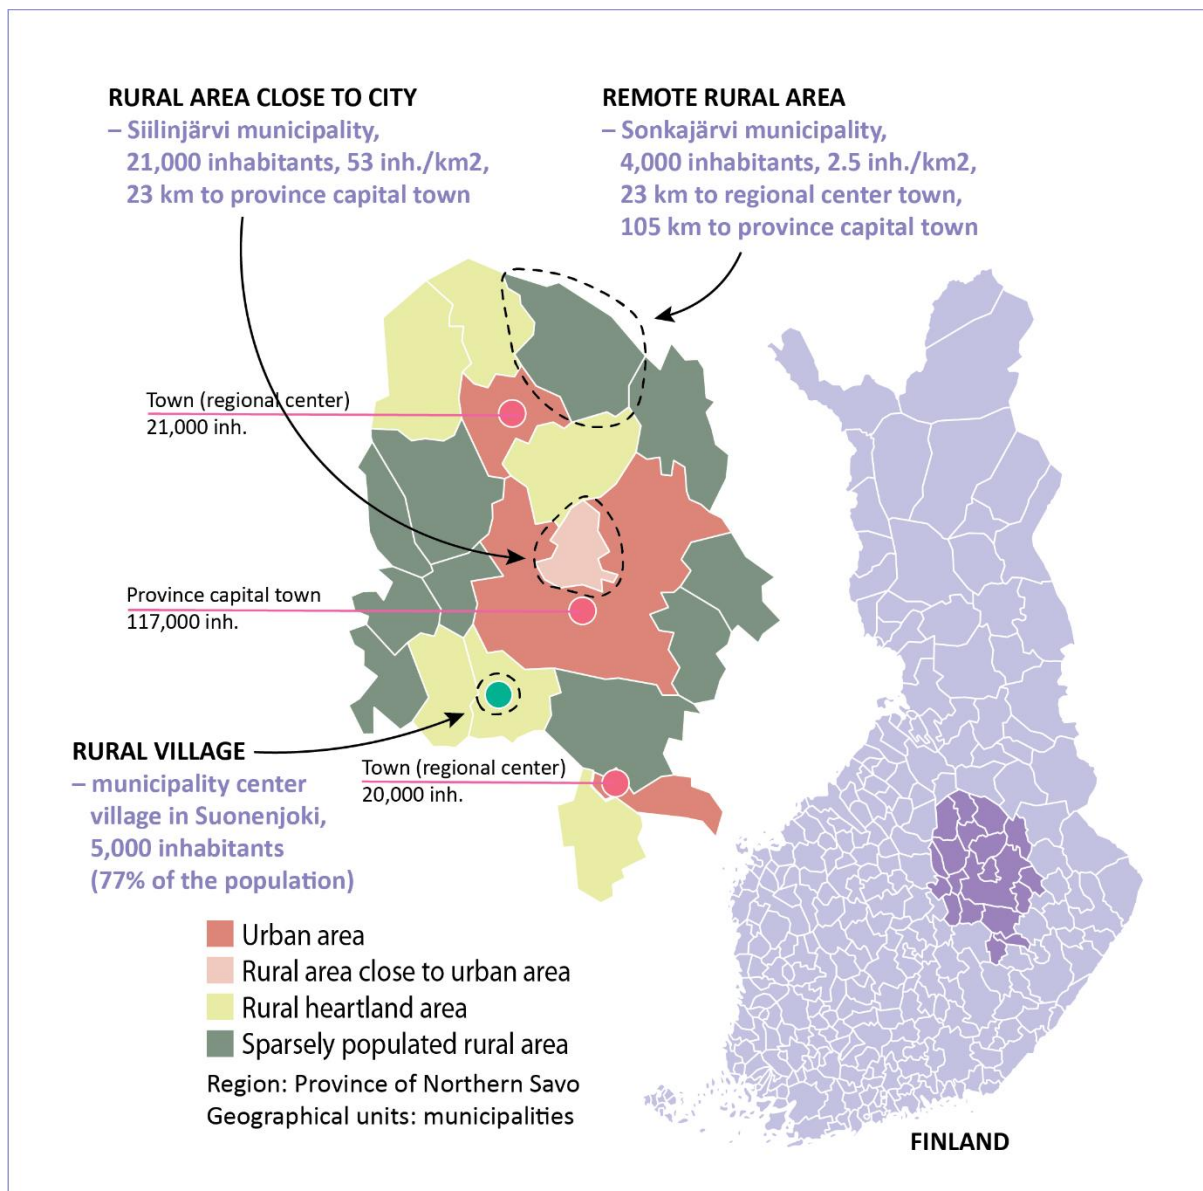 RURAL AREA CLOSE TO CITY
– Siilinjärvi municipality,
21,000 inhabitants, 53 inh./km2,
23 km to province capital town
REMOTE RURAL AREA
– Sonkajärvi municipality,
4,000 inhabitants, 2.5 inh./km2,
23 km to regional center town,
105 km to province capital town
Town (regional center)
21,000 inh.
Province capital town
117,000 inh.
RURAL VILLAGE
– municipality center
village in Suonenjoki,
5,000 inhabitants
(77% of the population)
Town (regional center)
20,000 inh.
Urban area
Rural area close to urban area
Rural heartland area
Sparsely populated rural area
Region: Province of Northern Savo
Geographical units: municipalities
FINLAND